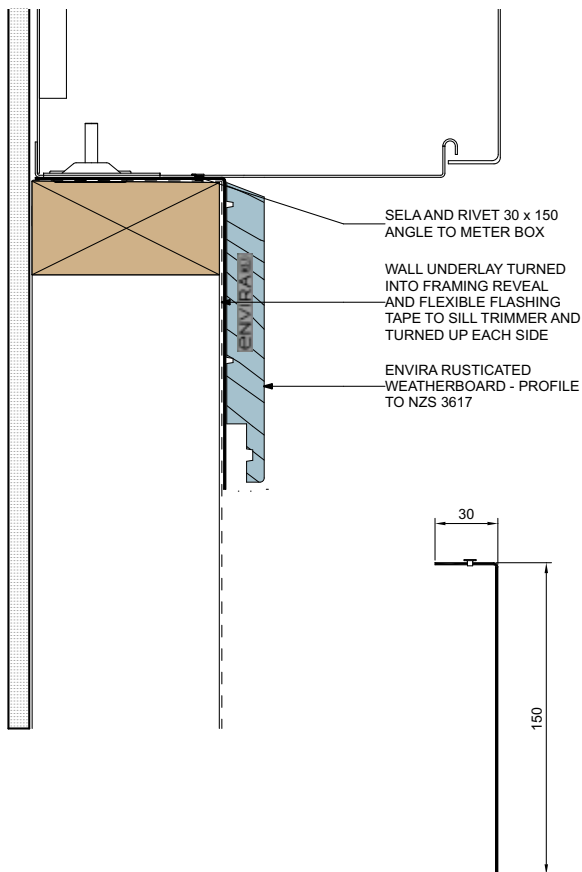 SELA AND RIVET 30 x 150
ANGLE TO METER BOX
WALL UNDERLAY TURNED
INTO FRAMING REVEAL
AND FLEXIBLE FLASHING
TAPE TO SILL TRIMMER AND
TURNED UP EACH SIDE
ENVIRA
ENVIRA RUSTICATED
WEATHERBOARD - PROFILE
TO NZS 3617
30
150